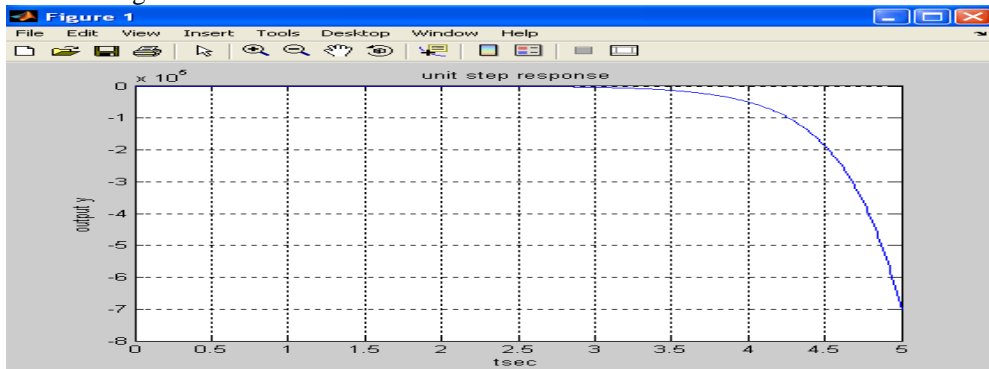 Figure 1
File Edit View Insert Tools Desktop Window Help
× 10⁶
unit step response
0
-1
-2
-3
-4
-5
-6
-7
-8
output y
0 0.5 1 1.5 2 2.5 3 3.5 4 4.5 5
tsec